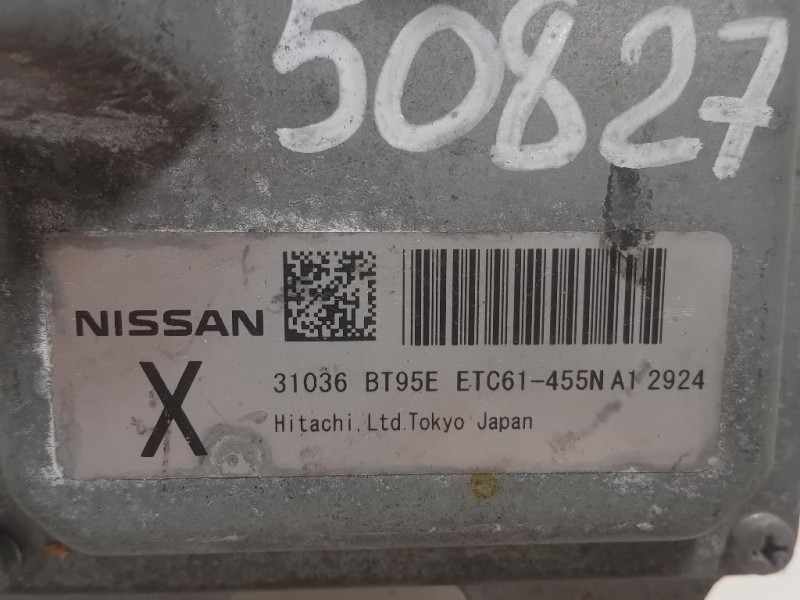 50827
NISSAN
X
31036 BT95E ETC61-455N A1 2924
Hitachi,Ltd.Tokyo Japan